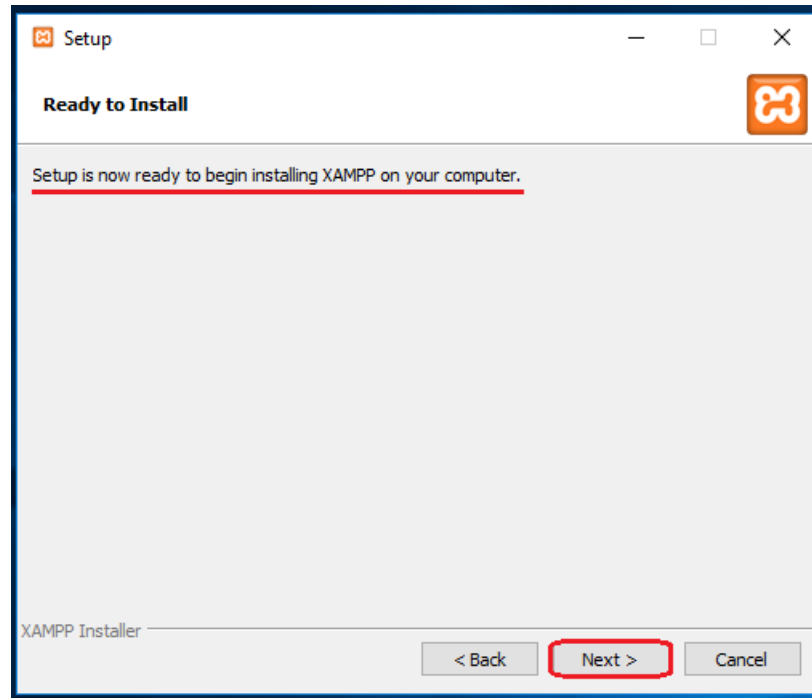 Setup
Ready to Install
Setup is now ready to begin installing XAMPP on your computer.
XAMPP Installer
< Back
Next >
Cancel